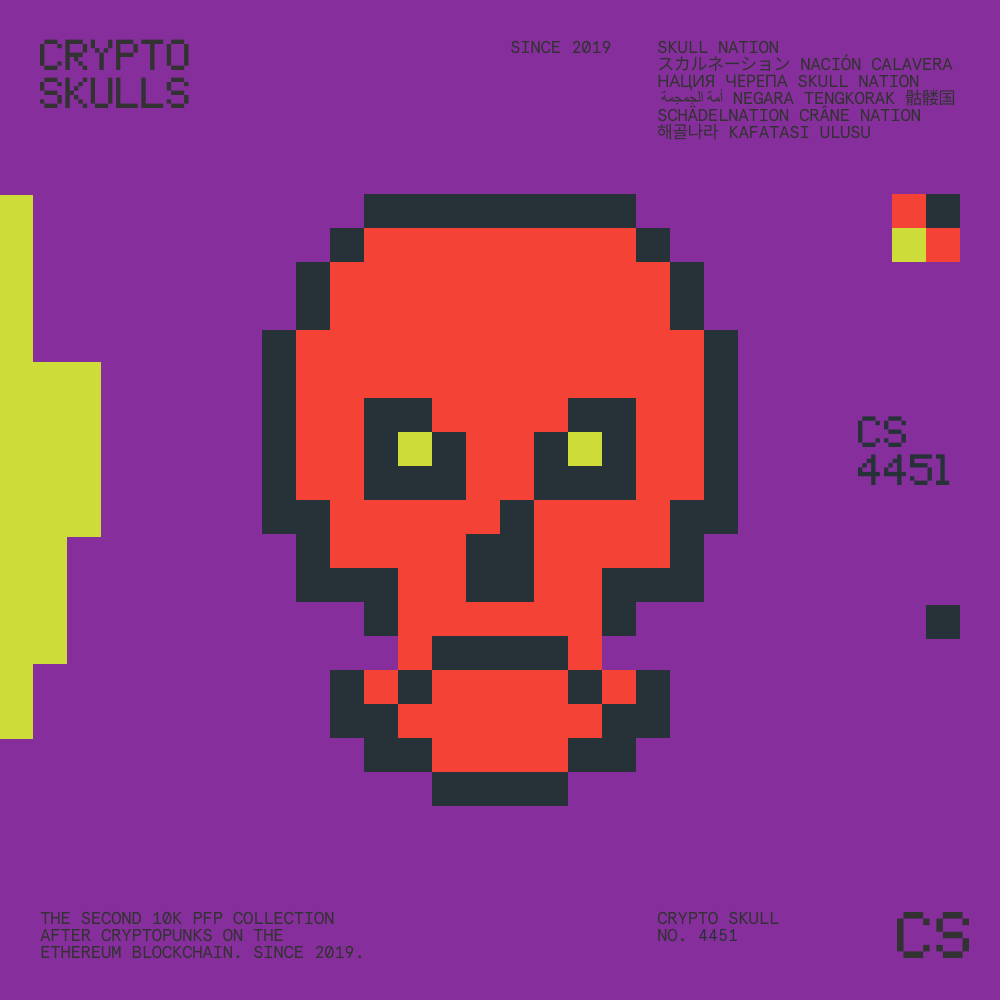 CRYPTO
SKULLS
SINCE 2019
SKULL NATION
スカルネーション NACIÓN CALAVERA
НАЦИЯ ЧЕРЕПА SKULL NATION
أمة الجمجمة NEGARA TENGKORAK 骷髅国
SCHÄDELNATION CRÂNE NATION
해골나라 KAFATASI ULUSU
CS
4451
THE SECOND 10K PFP COLLECTION
AFTER CRYPTOPUNKS ON THE
ETHEREUM BLOCKCHAIN. SINCE 2019.
CRYPTO SKULL
NO. 4451
CS